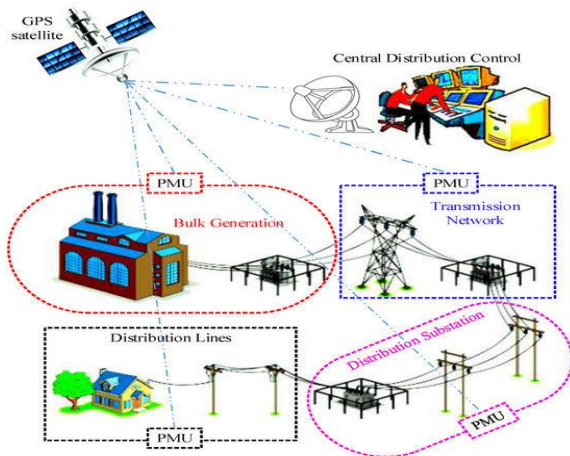 GPS
satellite
Central Distribution Control
PMU
PMU
Bulk Generation
Transmission
Network
Distribution Lines
Distribution Substation
PMU
PMU